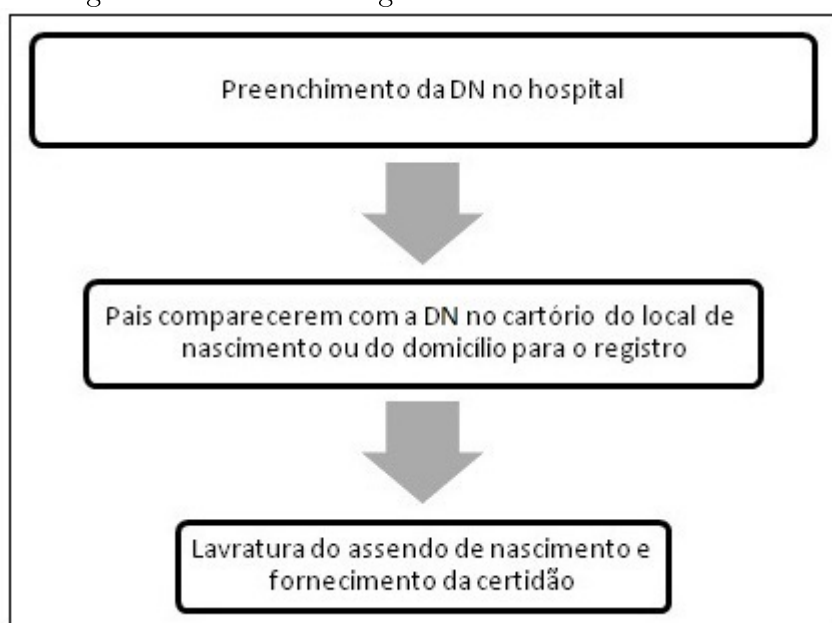 Preenchimento da DN no hospital
Pais comparecerem com a DN no cartório do local de
nascimento ou do domicílio para o registro
Lavratura do assendo de nascimento e
fornecimento da certidão